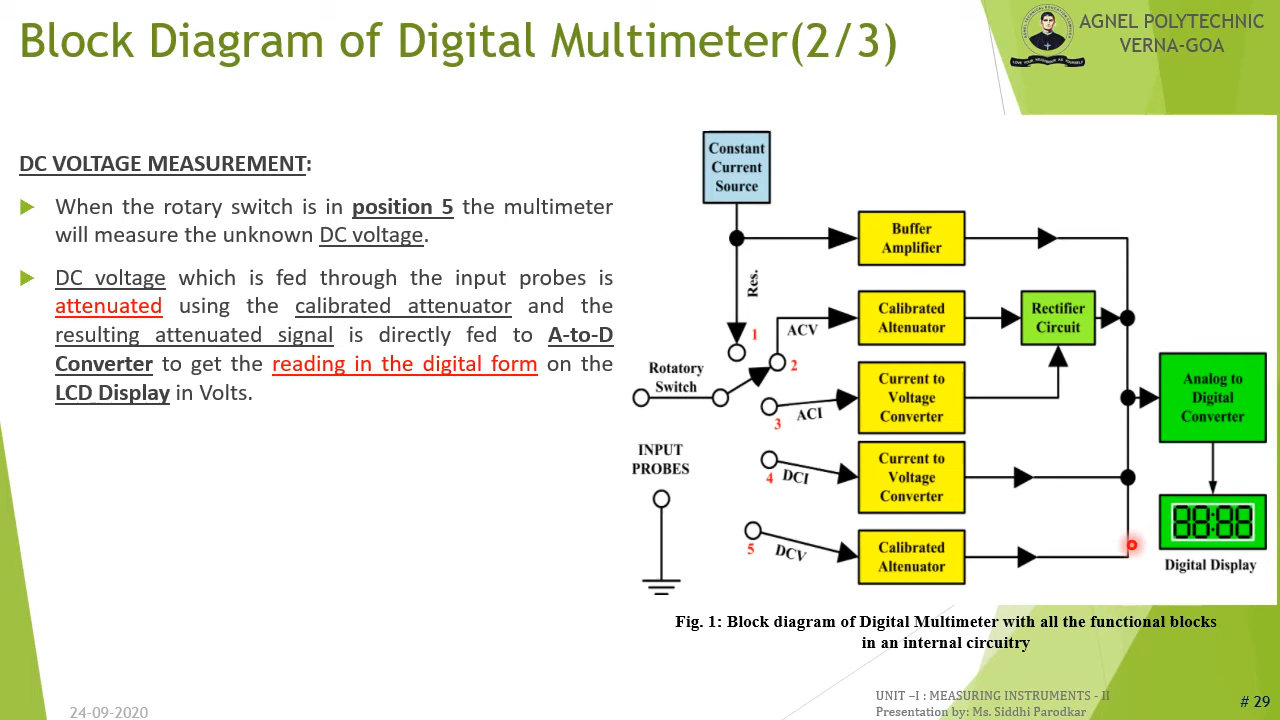 Block Diagram of Digital Multimeter(2/3)
AGNEL POLYTECHNIC
VERNA-GOA
DC VOLTAGE MEASUREMENT:
When the rotary switch is in position 5 the multimeter
will measure the unknown DC voltage.
DC voltage which is fed through the input probes is
attenuated using the calibrated attenuator and the
resulting attenuated signal is directly fed to A-to-D
Converter to get the reading in the digital form on the
LCD Display in Volts.
Constant
Current
Source
Buffer
Amplifier
Res.
1
ACV
Calibrated
Altenuator
Rectifier
Circuit
2
Rotatory
Switch
3
ACI
Current to
Voltage
Converter
Analog to
Digital
Converter
INPUT
PROBES
4
DCI
Current to
Voltage
Converter
88:88
5
DCV
Calibrated
Altenuator
Digital Display
Fig. 1: Block diagram of Digital Multimeter with all the functional blocks
in an internal circuitry
24-09-2020
UNIT –I : MEASURING INSTRUMENTS - II
Presentation by: Ms. Siddhi Parodkar
# 29